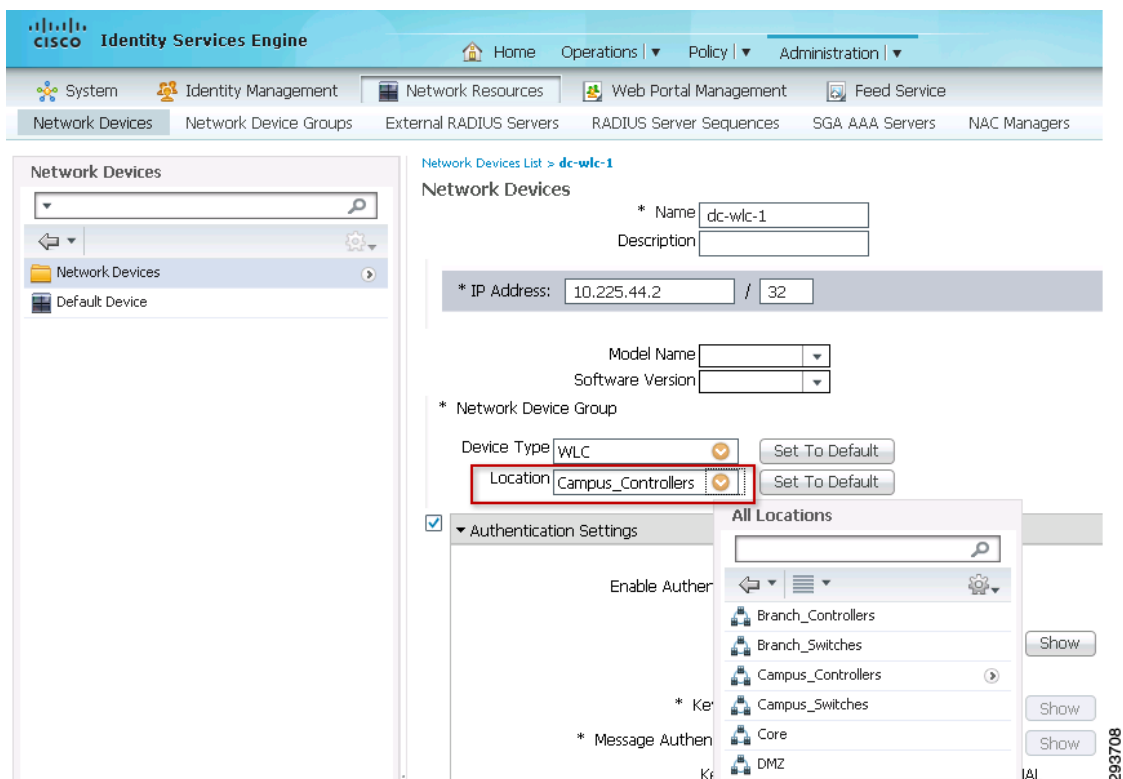 CISCO Identity Services Engine
Home Operations | Policy | Administration |
System Identity Management Network Resources Web Portal Management Feed Service
Network Devices Network Device Groups External RADIUS Servers RADIUS Server Sequences SGA AAA Servers NAC Managers
Network Devices
Network Devices
Default Device
Network Devices List > dc-wlc-1
Network Devices
* Name dc-wlc-1
Description
* IP Address: 10.225.44.2 / 32
Model Name
Software Version
* Network Device Group
Device Type WLC Set To Default
Location Campus_Controllers Set To Default
Authentication Settings
Enable Auther
Show
* Ke Show
* Message Authen Show
Ke IAL
All Locations
Branch_Controllers
Branch_Switches
Campus_Controllers
Campus_Switches
Core
DMZ
293708